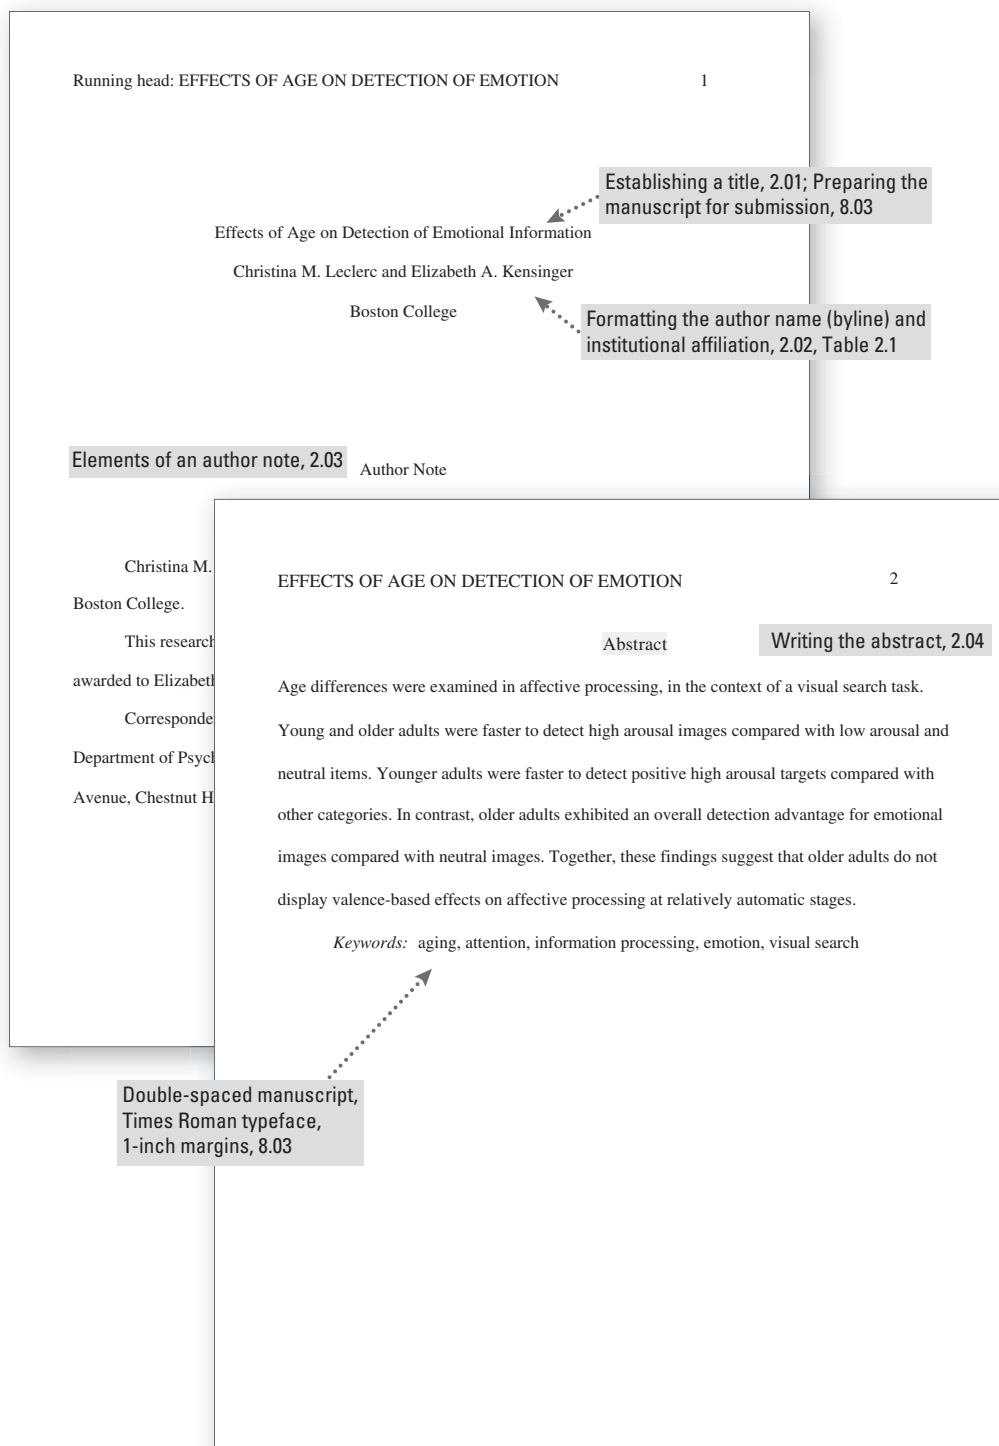 Running head: EFFECTS OF AGE ON DETECTION OF EMOTION 1
Establishing a title, 2.01; Preparing the
manuscript for submission, 8.03
Effects of Age on Detection of Emotional Information
Christina M. Leclerc and Elizabeth A. Kensinger
Boston College
Formatting the author name (byline) and
institutional affiliation, 2.02, Table 2.1
Elements of an author note, 2.03
Author Note
Christina M.
Boston College.
This research
awarded to Elizabeth
Corresponde
Department of Psych
Avenue, Chestnut H
EFFECTS OF AGE ON DETECTION OF EMOTION 2
Abstract
Writing the abstract, 2.04
Age differences were examined in affective processing, in the context of a visual search task.
Young and older adults were faster to detect high arousal images compared with low arousal and
neutral items. Younger adults were faster to detect positive high arousal targets compared with
other categories. In contrast, older adults exhibited an overall detection advantage for emotional
images compared with neutral images. Together, these findings suggest that older adults do not
display valence-based effects on affective processing at relatively automatic stages.
Keywords: aging, attention, information processing, emotion, visual search
Double-spaced manuscript,
Times Roman typeface,
1-inch margins, 8.03